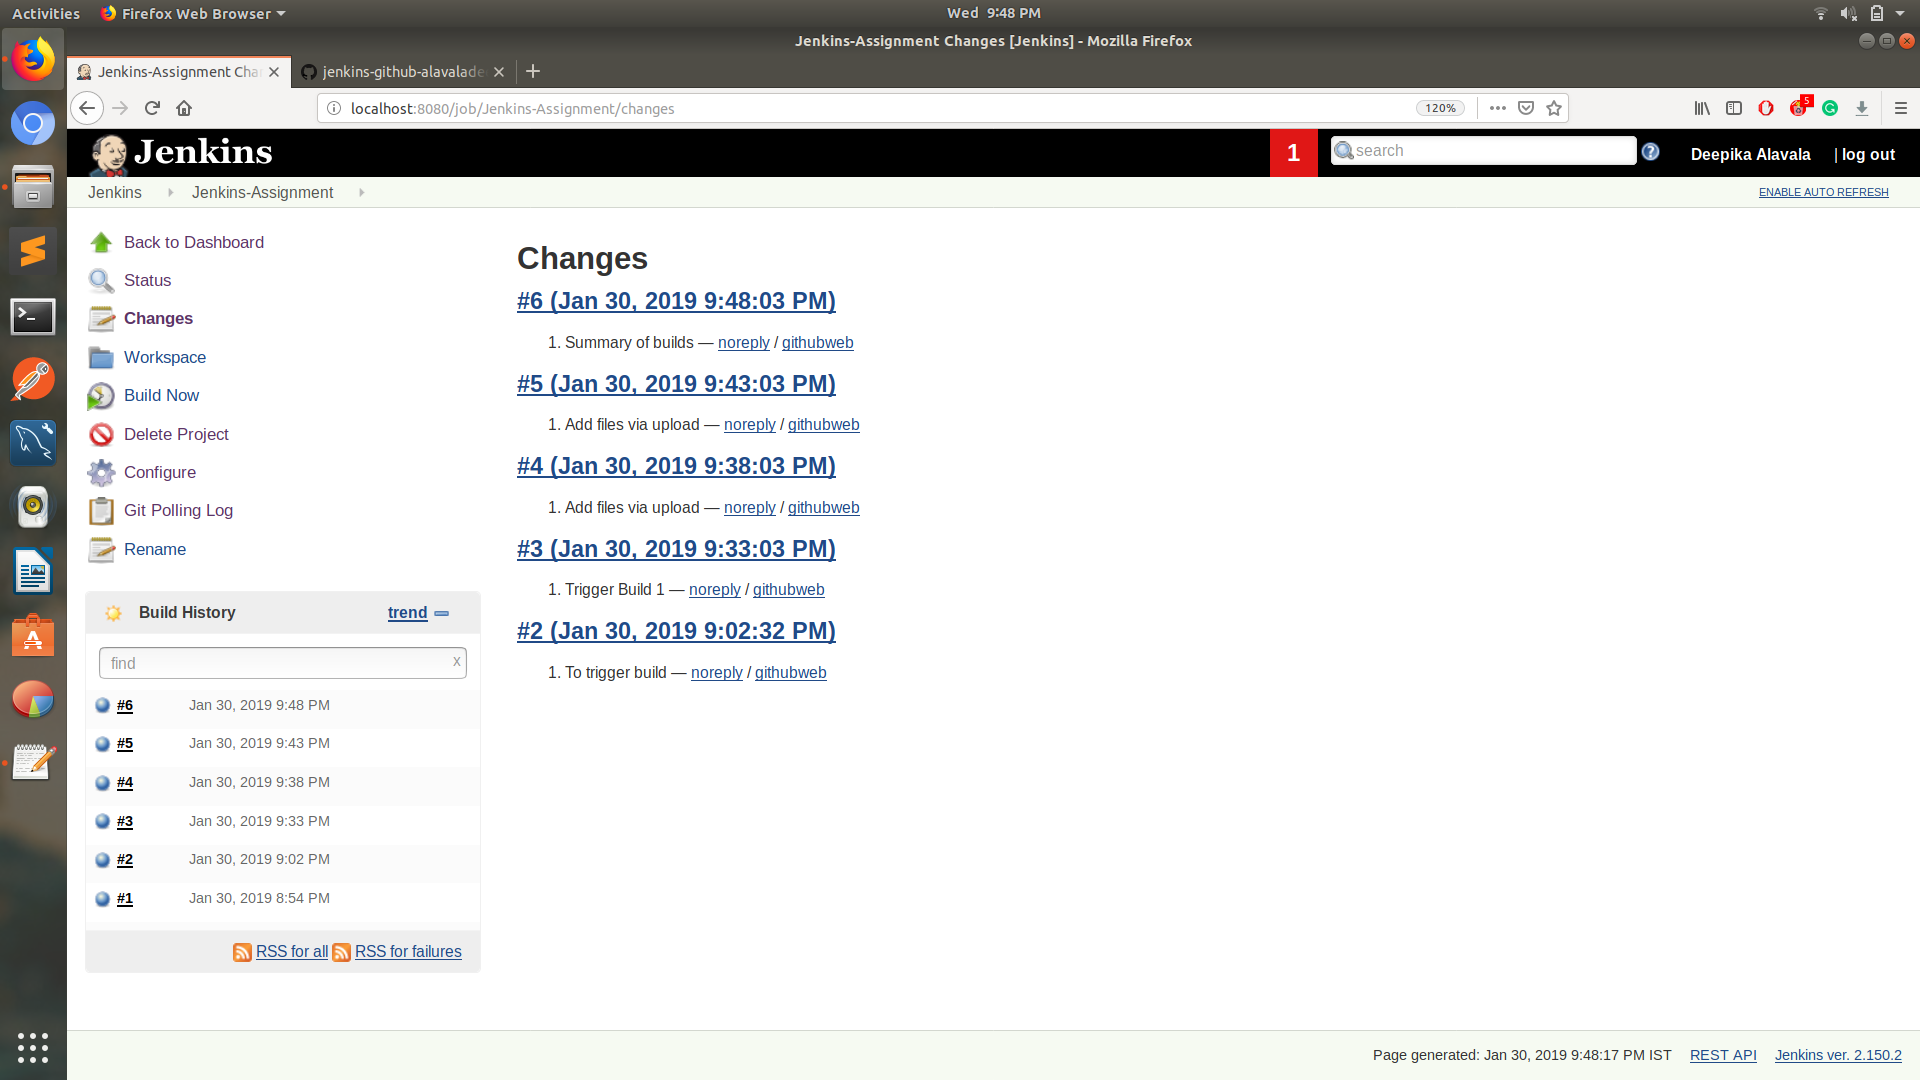 Activities Firefox Web Browser Wed 9:48 PM
Jenkins-Assignment Changes [Jenkins] - Mozilla Firefox
Jenkins-Assignment Cha jenkins-github-alavalade
localhost:8080/job/Jenkins-Assignment/changes 120% 5
Jenkins 1 search Deepika Alavala | log out
Jenkins Jenkins-Assignment ENABLE AUTO REFRESH
Back to Dashboard
Status
Changes
Workspace
Build Now
Delete Project
Configure
Git Polling Log
Rename
Build History trend
find x
#6 Jan 30, 2019 9:48 PM
#5 Jan 30, 2019 9:43 PM
#4 Jan 30, 2019 9:38 PM
#3 Jan 30, 2019 9:33 PM
#2 Jan 30, 2019 9:02 PM
#1 Jan 30, 2019 8:54 PM
RSS for all RSS for failures
Changes
#6 (Jan 30, 2019 9:48:03 PM)
1. Summary of builds — noreply / githubweb
#5 (Jan 30, 2019 9:43:03 PM)
1. Add files via upload — noreply / githubweb
#4 (Jan 30, 2019 9:38:03 PM)
1. Add files via upload — noreply / githubweb
#3 (Jan 30, 2019 9:33:03 PM)
1. Trigger Build 1 — noreply / githubweb
#2 (Jan 30, 2019 9:02:32 PM)
1. To trigger build — noreply / githubweb
Page generated: Jan 30, 2019 9:48:17 PM IST REST API Jenkins ver. 2.150.2